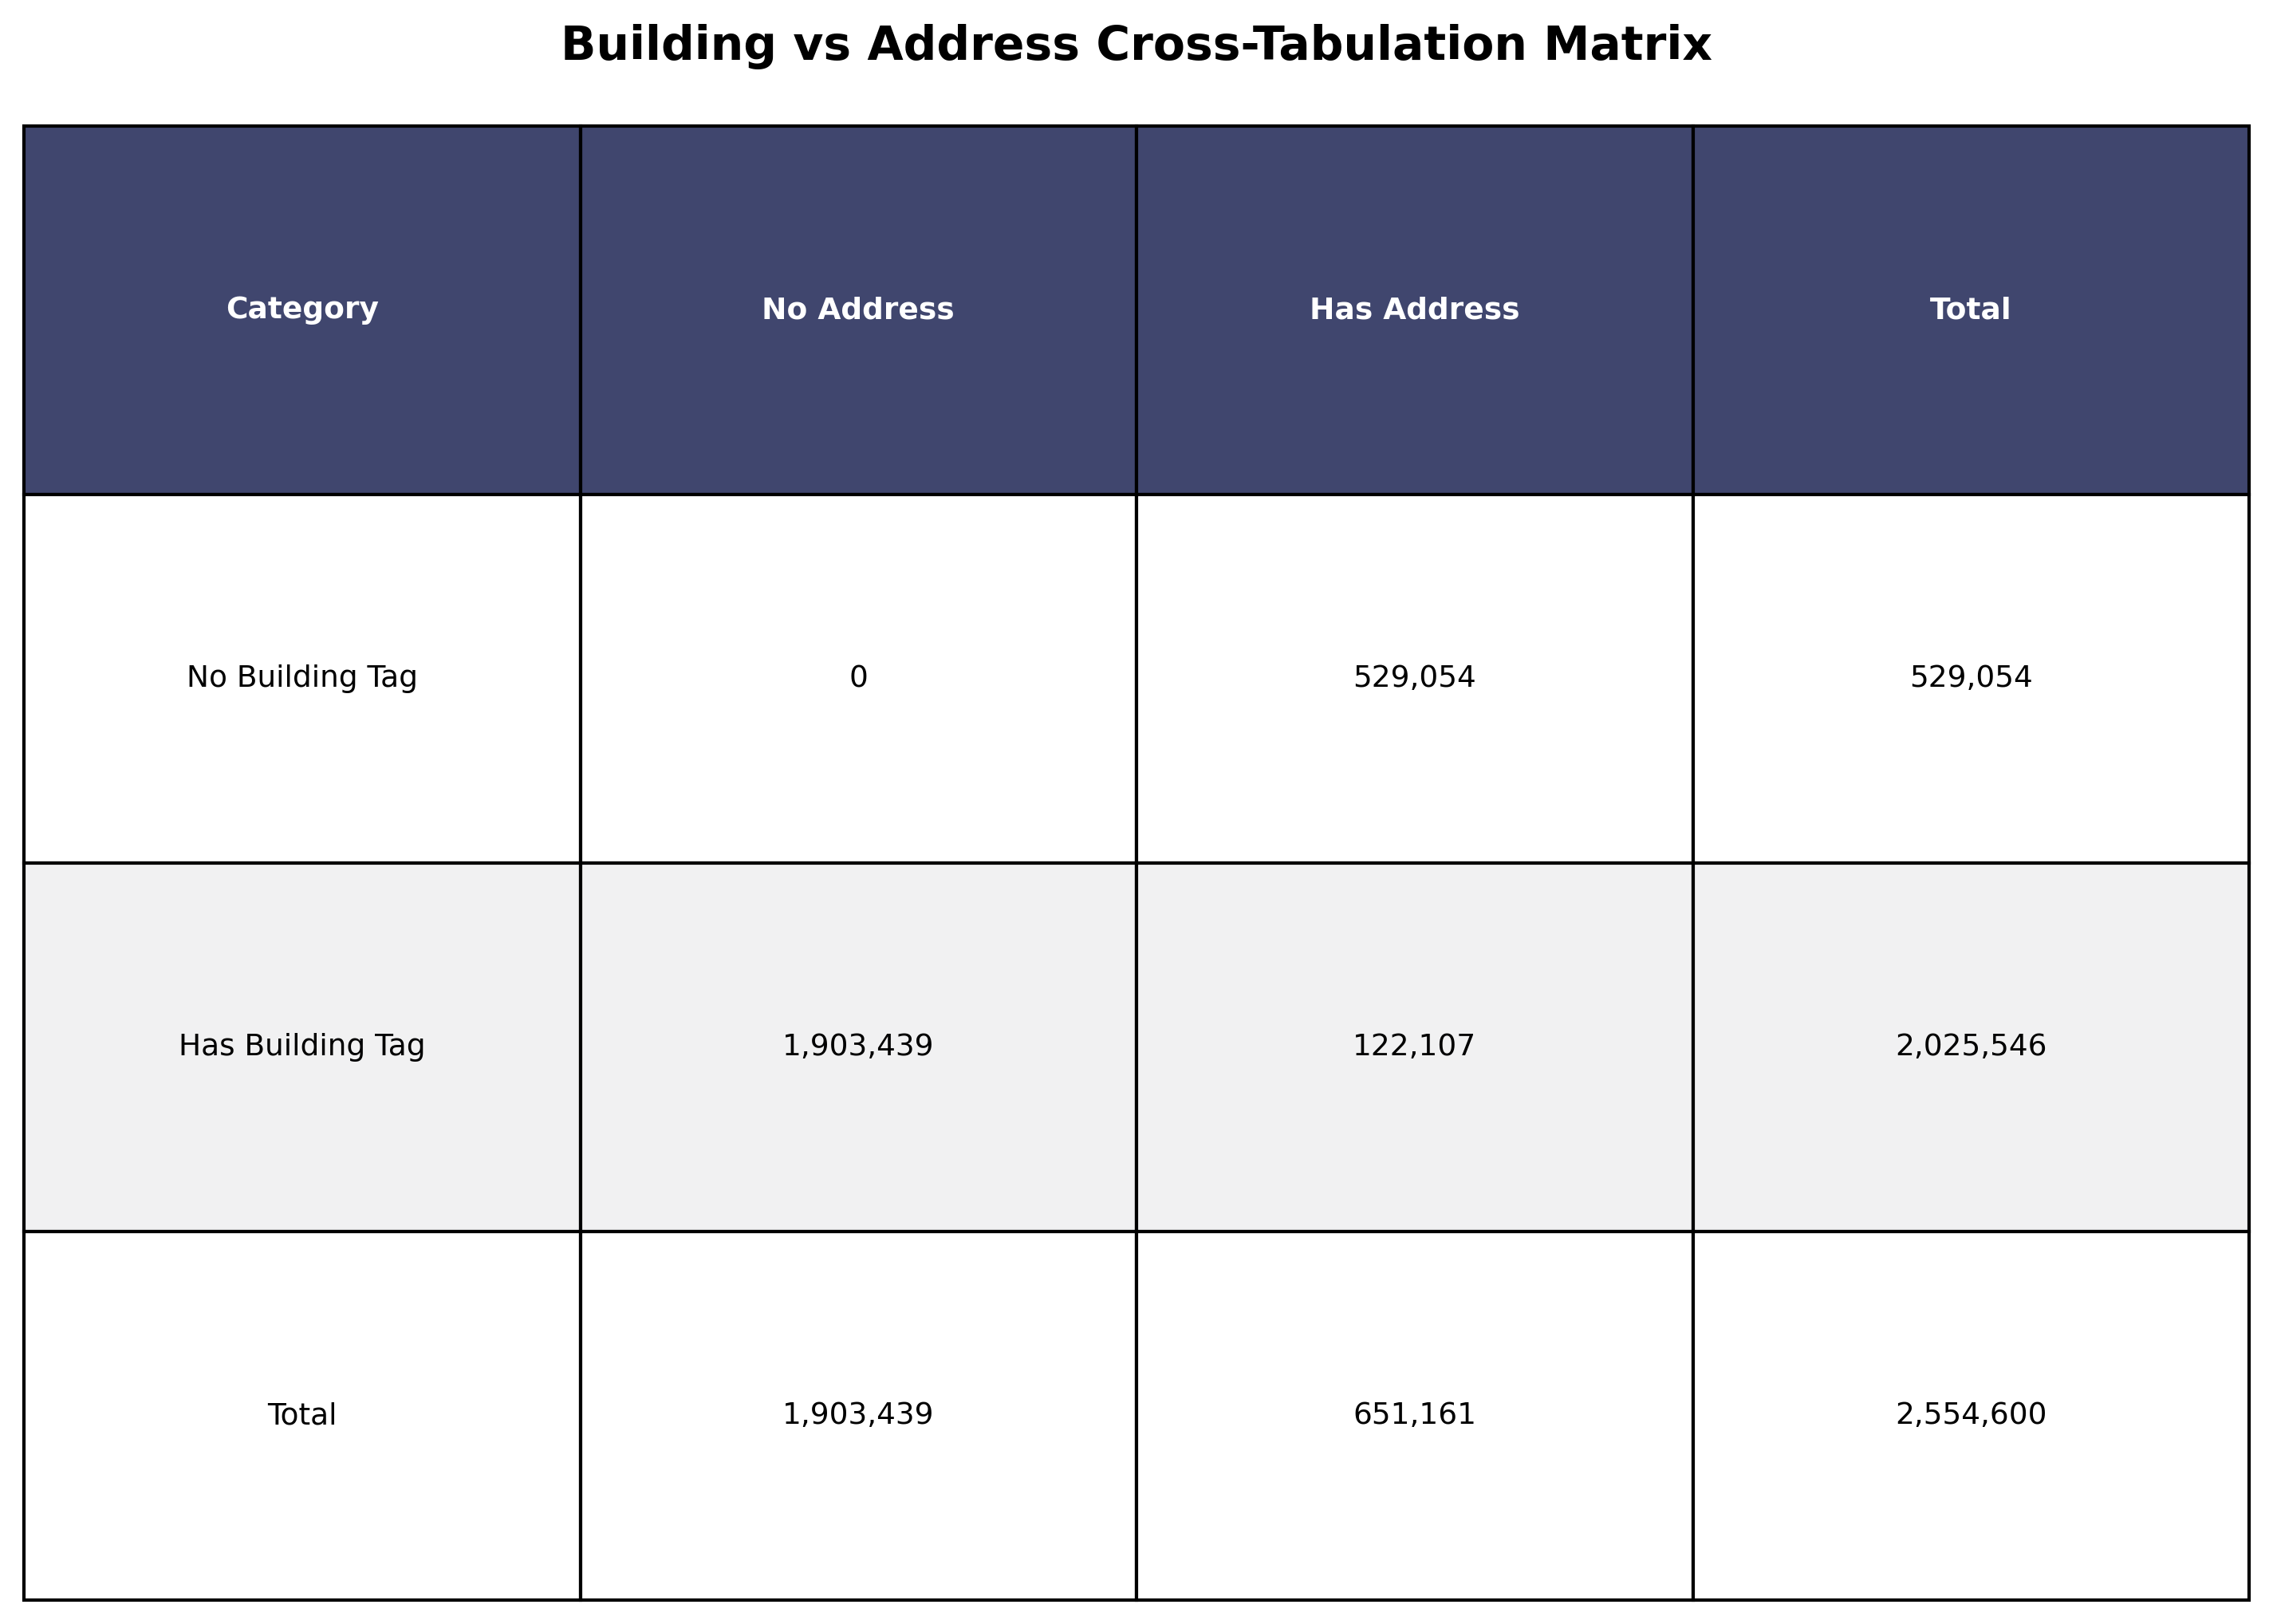 Building vs Address Cross-Tabulation Matrix
Category No Address Has Address Total
No Building Tag 0 529,054 529,054
Has Building Tag 1,903,439 122,107 2,025,546
Total 1,903,439 651,161 2,554,600